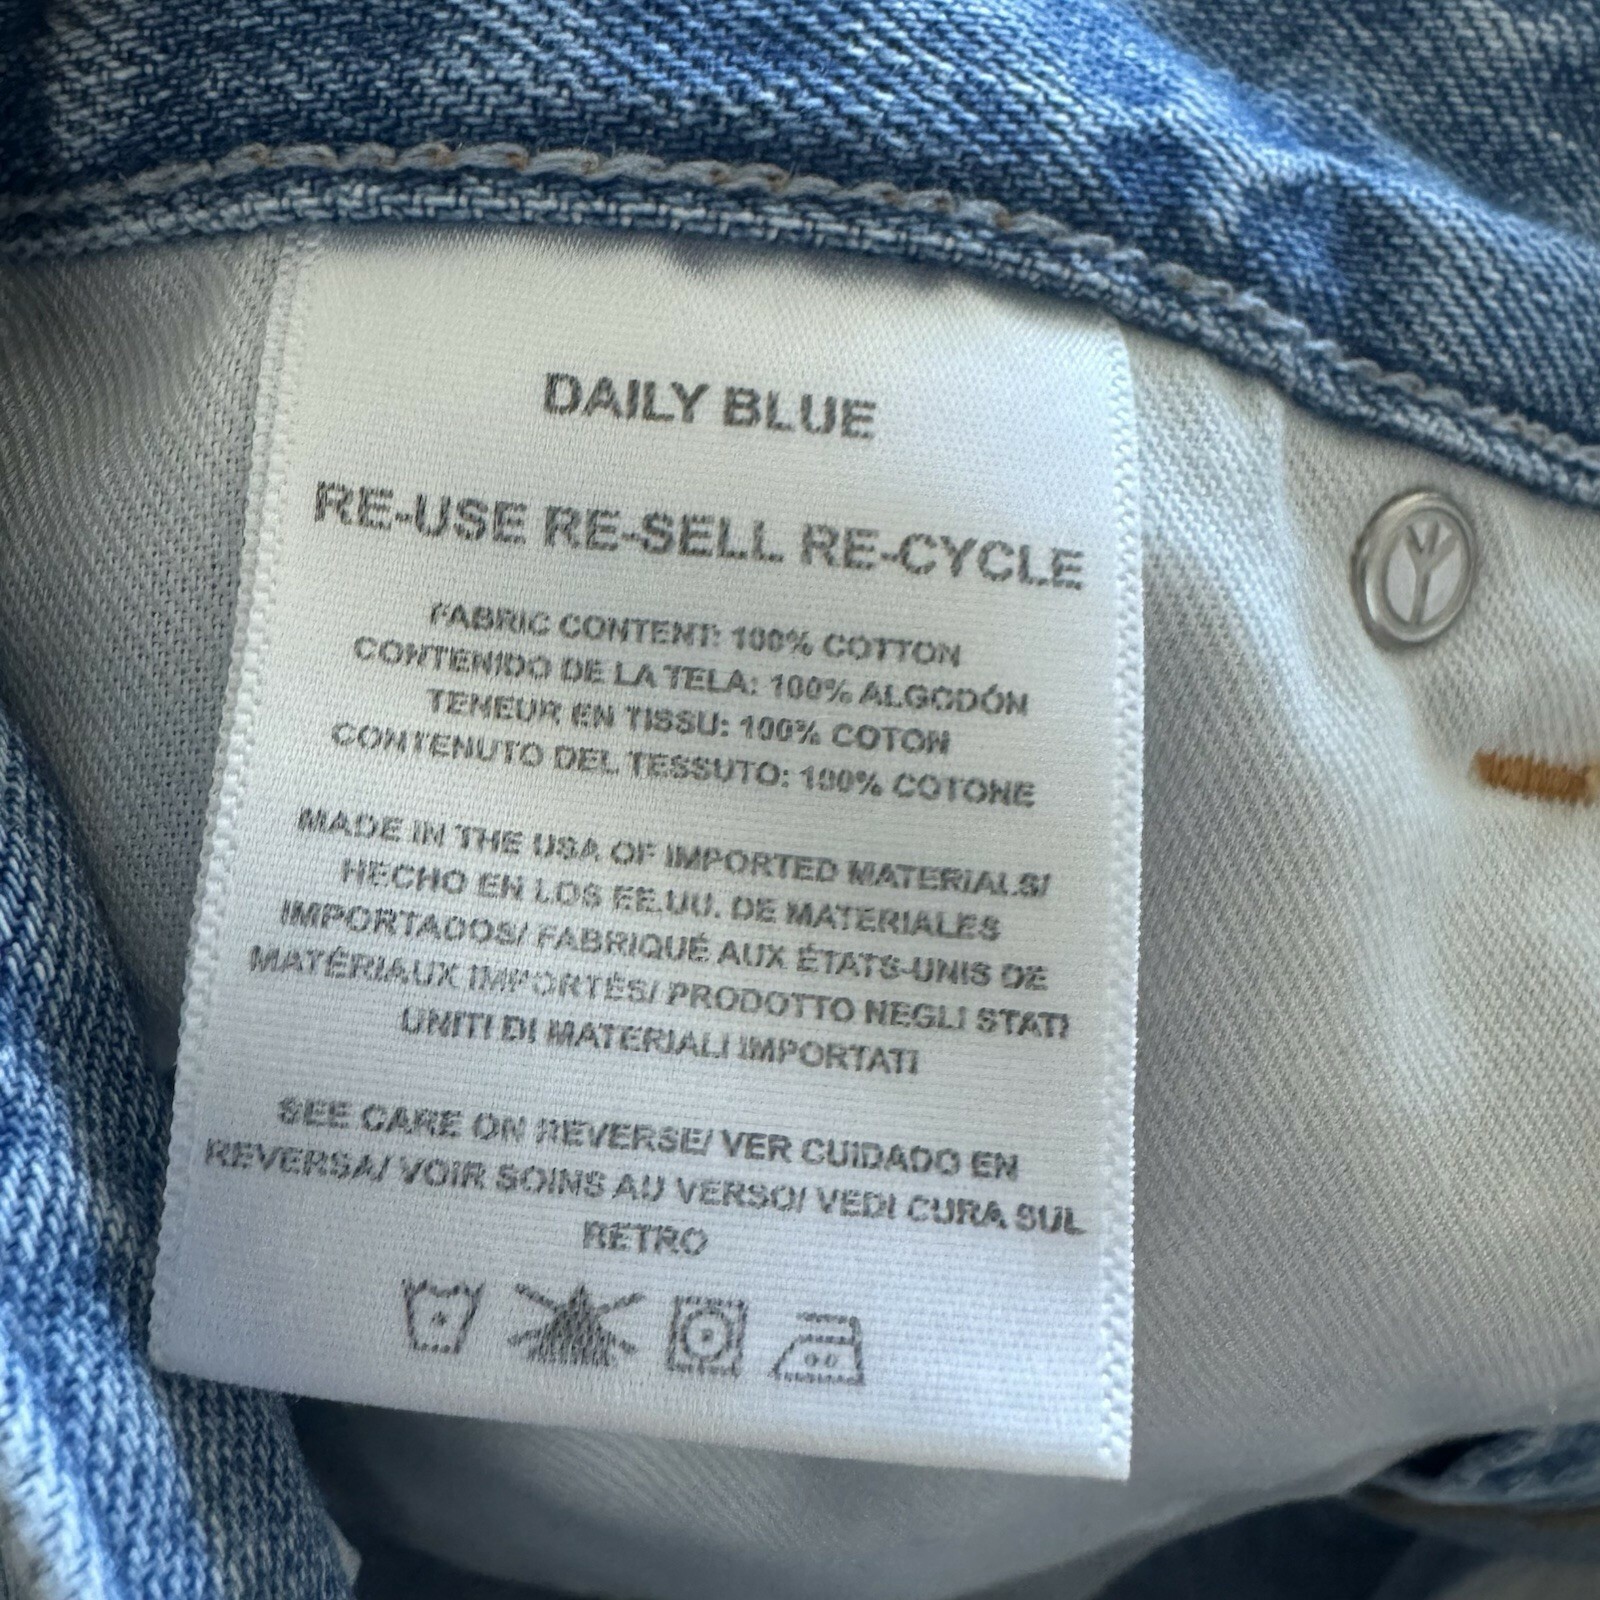 DAILY BLUE
RE-USE RE-SELL RE-CYCLE
FABRIC CONTENT: 100% COTTON
CONTENIDO DE LA TELA: 100% ALGODÓN
TENEUR EN TISSU: 100% COTON
CONTENUTO DEL TESSUTO: 100% COTONE
MADE IN THE USA OF IMPORTED MATERIALS/
HECHO EN LOS EE.UU. DE MATERIALES
IMPORTADOS/ FABRIQUÉ AUX ÉTATS-UNIS DE
MATÉRIAUX IMPORTÉS/ PRODOTTO NEGLI STATI
UNITI DI MATERIALI IMPORTATI
SEE CARE ON REVERSE/ VER CUIDADO EN
REVERSA/ VOIR SOINS AU VERSO/ VEDI CURA SUL
RETRO